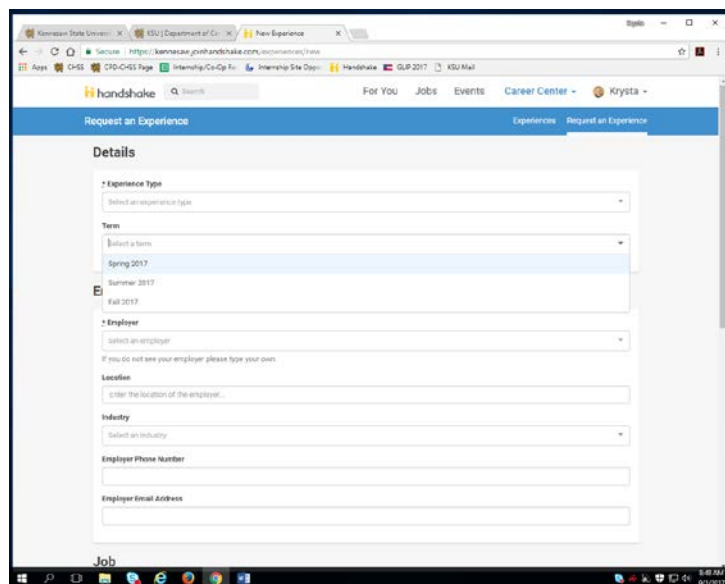 Kennesaw State Universi
KSU | Department of Co
New Experience
Secure https://kennesaw.joinhandshake.com/experiences/new
Apps CHSS CPD-CHSS Page Internship/Co-Op Fo Internship Site Oppo Handshake GLIP 2017 KSU Mail
handshake Search For You Jobs Events Career Center Krysta
Request an Experience Experiences Request an Experience
Details
* Experience Type
Select an experience type
Term
Select a term
Spring 2017
Summer 2017
Fall 2017
E
* Employer
Select an employer
If you do not see your employer please type your own
Location
Enter the location of the employer...
Industry
Select an industry
Employer Phone Number
Employer Email Address
Job